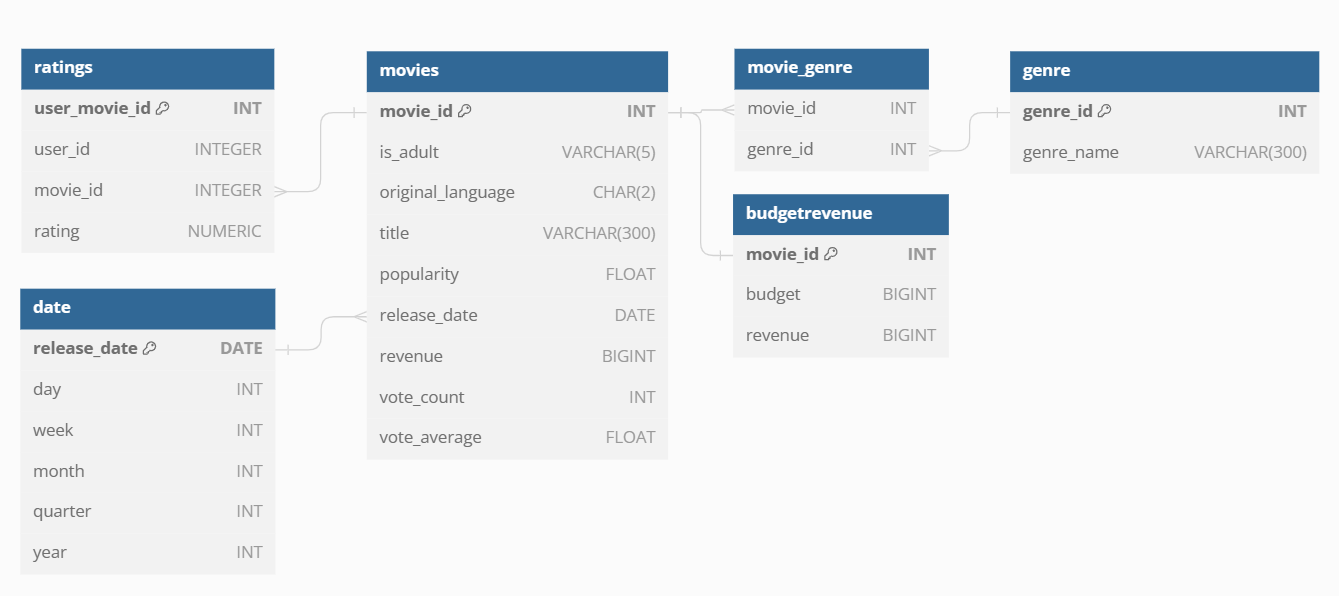 ratings
user_movie_id INT
user_id INTEGER
movie_id INTEGER
rating NUMERIC
date
release_date DATE
day INT
week INT
month INT
quarter INT
year INT
movies
movie_id INT
is_adult VARCHAR(5)
original_language CHAR(2)
title VARCHAR(300)
popularity FLOAT
release_date DATE
revenue BIGINT
vote_count INT
vote_average FLOAT
movie_genre
movie_id INT
genre_id INT
budgetrevenue
movie_id INT
budget BIGINT
revenue BIGINT
genre
genre_id INT
genre_name VARCHAR(300)